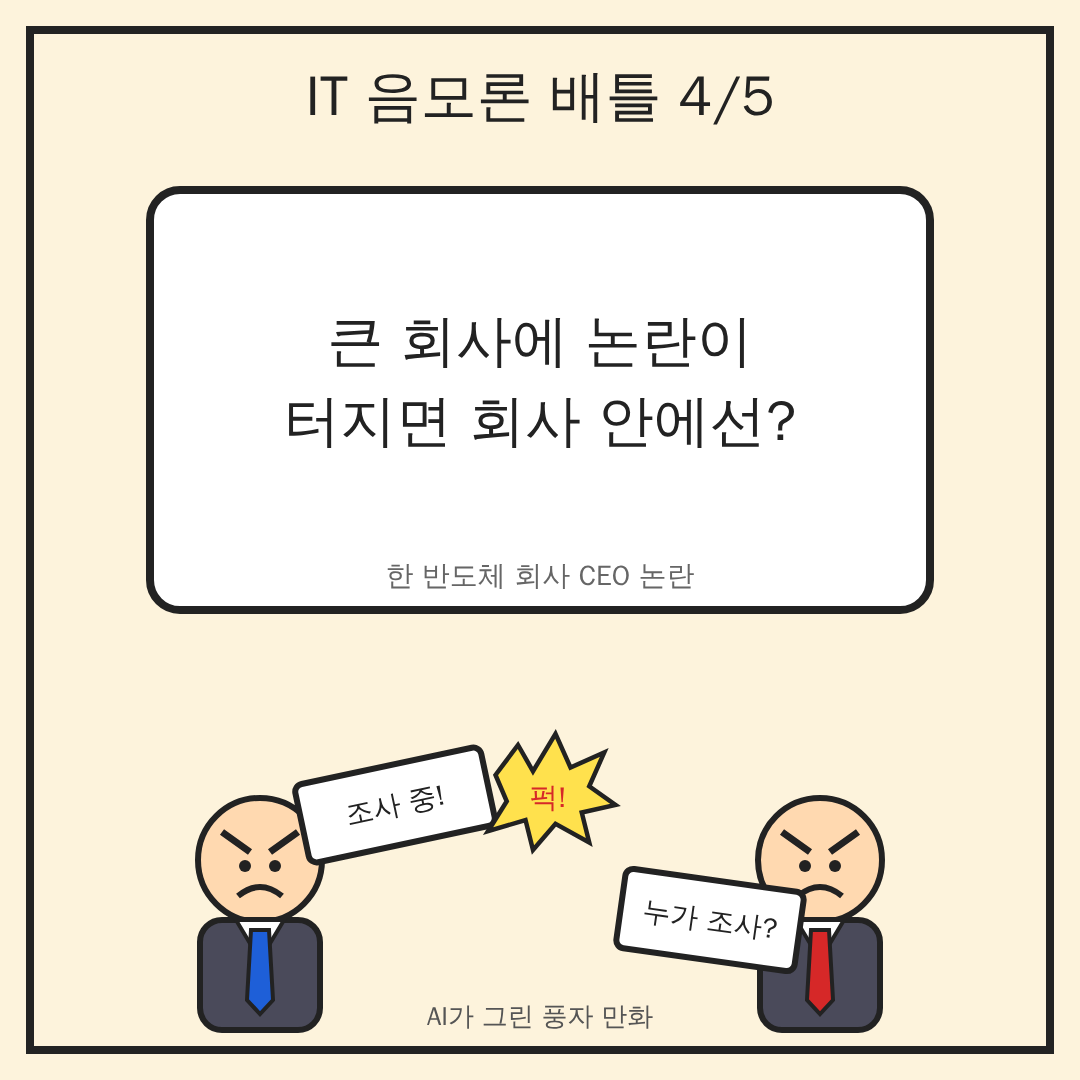 IT 음모론 배틀 4/5
큰 회사에 논란이
터지면 회사 안에선?
한 반도체 회사 CEO 논란
조사 중!
퍽!
누가 조사?
AI가 그린 풍자 만화